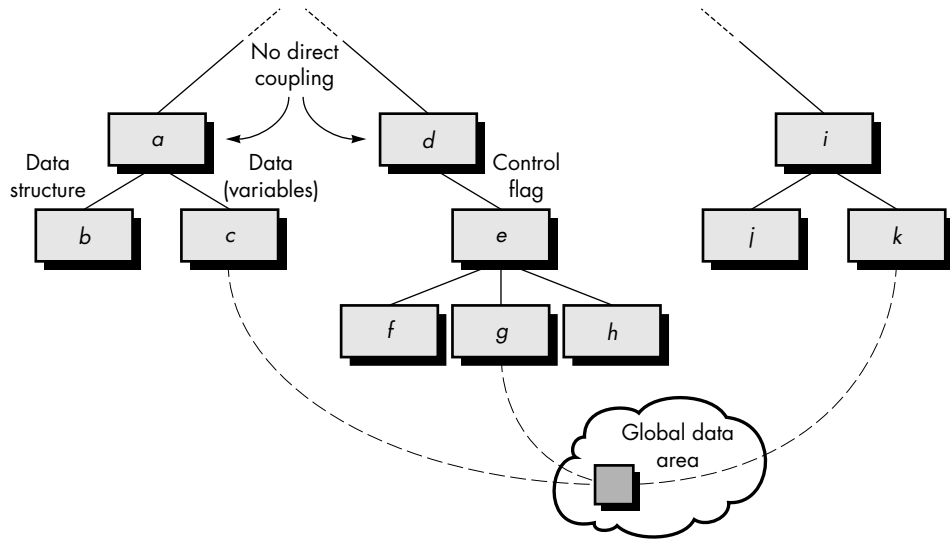 No direct
coupling
a
d
i
Data
structure
Data
(variables)
Control
flag
b
c
e
j
k
f
g
h
Global data
area